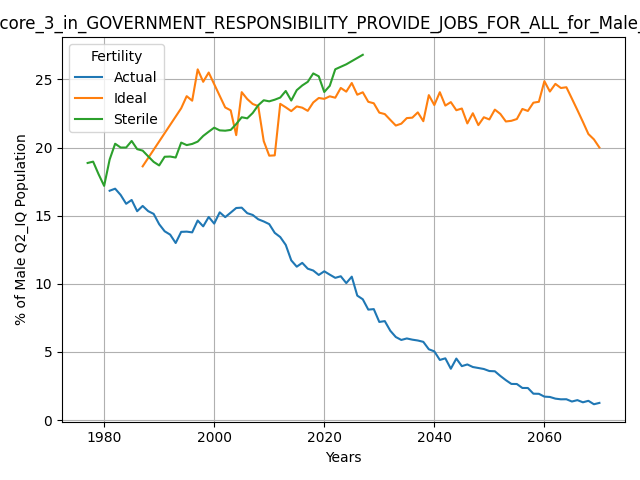 core_3_in_GOVERNMENT_RESPONSIBILITY_PROVIDE_JOBS_FOR_ALL_for_Male_
Fertility
Actual
Ideal
Sterile
% of Male Q2_IQ Population
25
20
15
10
5
0
1980 2000 2020 2040 2060
Years